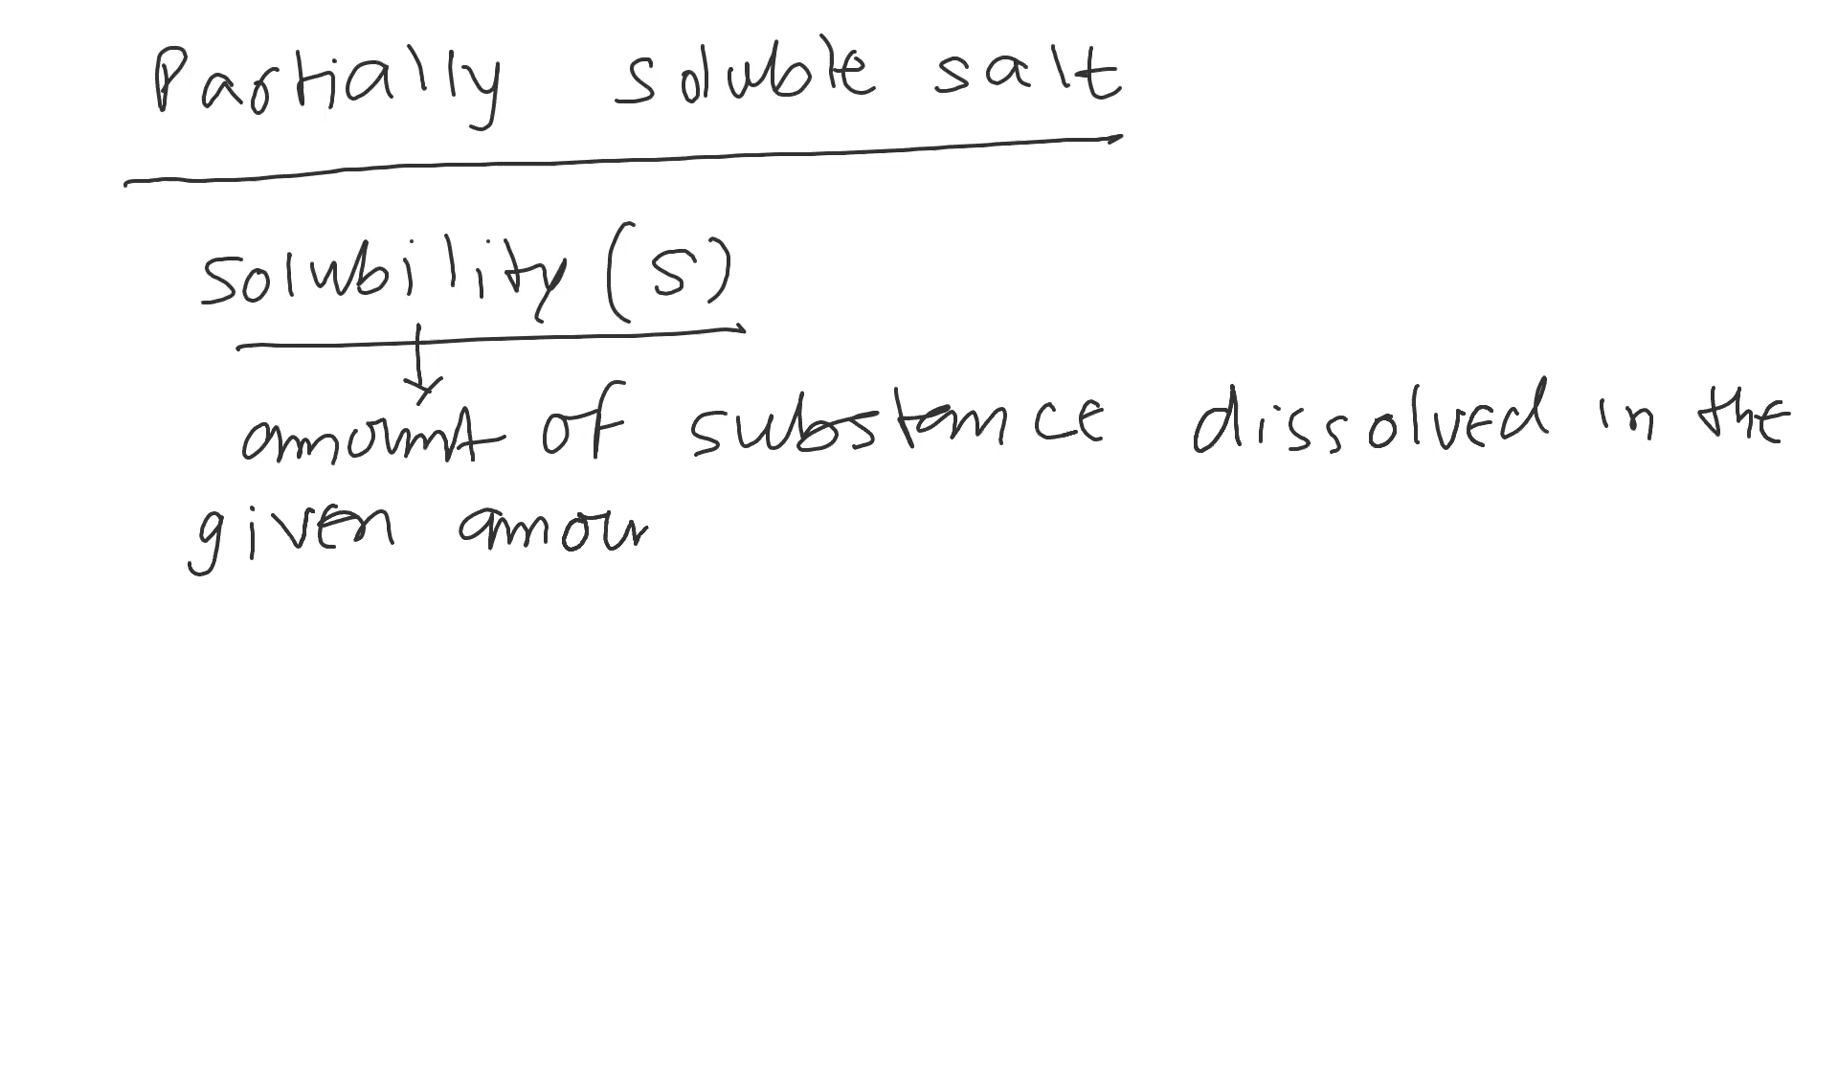 Partially soluble salt
solubility (s)
amount of substance dissolved in the
given amou